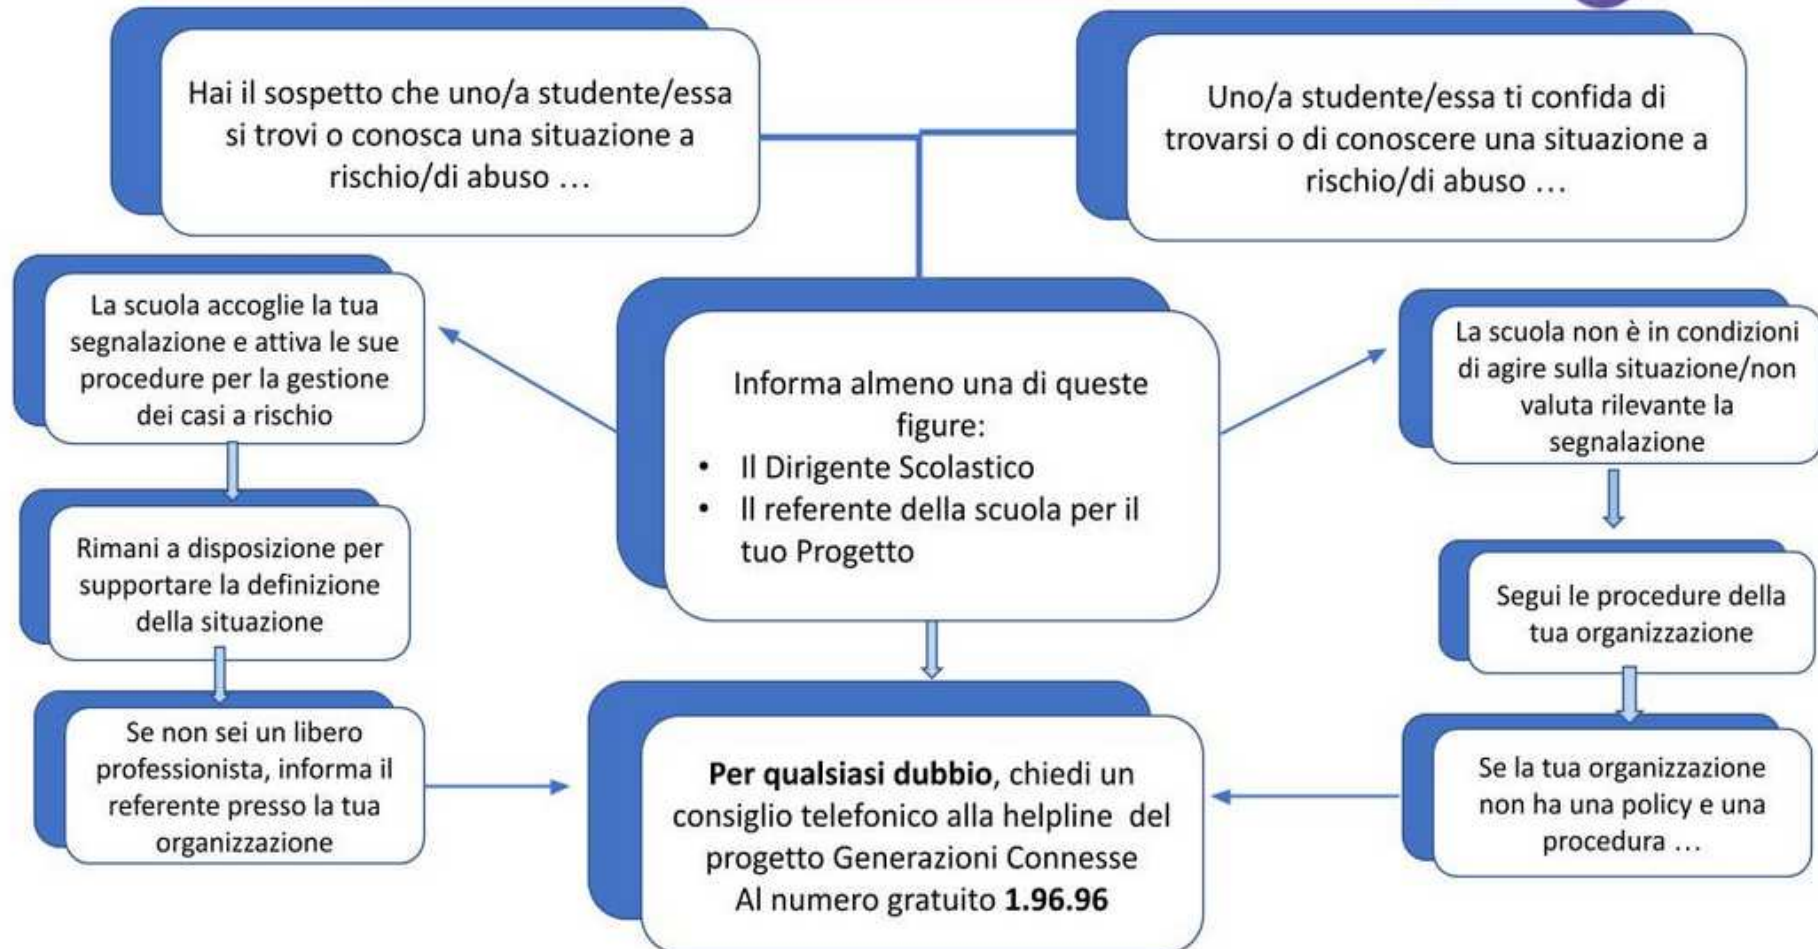 Hai il sospetto che uno/a studente/essa
si trovi o conosca una situazione a
rischio/di abuso …
Uno/a studente/essa ti confida di
trovarsi o di conoscere una situazione a
rischio/di abuso …
La scuola accoglie la tua
segnalazione e attiva le sue
procedure per la gestione
dei casi a rischio
Informa almeno una di queste
figure:
• Il Dirigente Scolastico
• Il referente della scuola per il
tuo Progetto
La scuola non è in condizioni
di agire sulla situazione/non
valuta rilevante la
segnalazione
Rimani a disposizione per
supportare la definizione
della situazione
Segui le procedure della
tua organizzazione
Se non sei un libero
professionista, informa il
referente presso la tua
organizzazione
Per qualsiasi dubbio, chiedi un
consiglio telefonico alla helpline del
progetto Generazioni Connesse
Al numero gratuito 1.96.96
Se la tua organizzazione
non ha una policy e una
procedura …